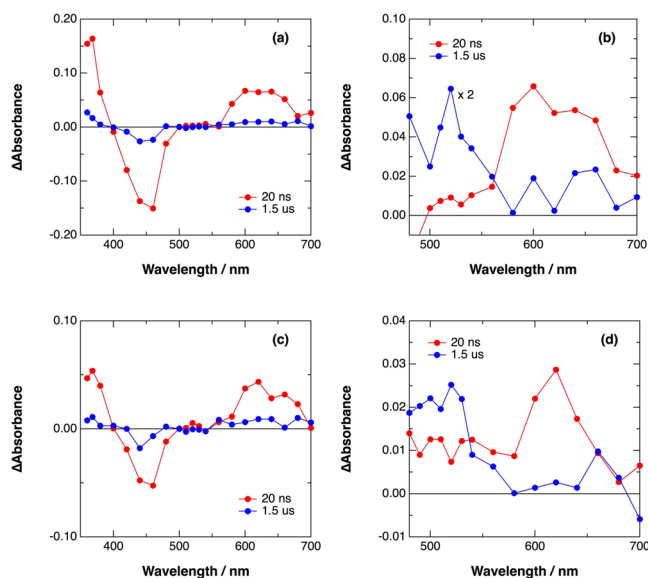 (a)
0.20
0.10
0.00
-0.10
-0.20
ΔAbsorbance
20 ns
1.5 us
400
500
600
700
Wavelength / nm
(b)
0.10
0.08
0.06
0.04
0.02
0.00
ΔAbsorbance
20 ns
1.5 us
x 2
500
600
700
Wavelength / nm
(c)
0.10
0.00
-0.10
ΔAbsorbance
20 ns
1.5 us
400
500
600
700
Wavelength / nm
(d)
0.04
0.03
0.02
0.01
0.00
-0.01
ΔAbsorbance
20 ns
1.5 us
500
600
700
Wavelength / nm